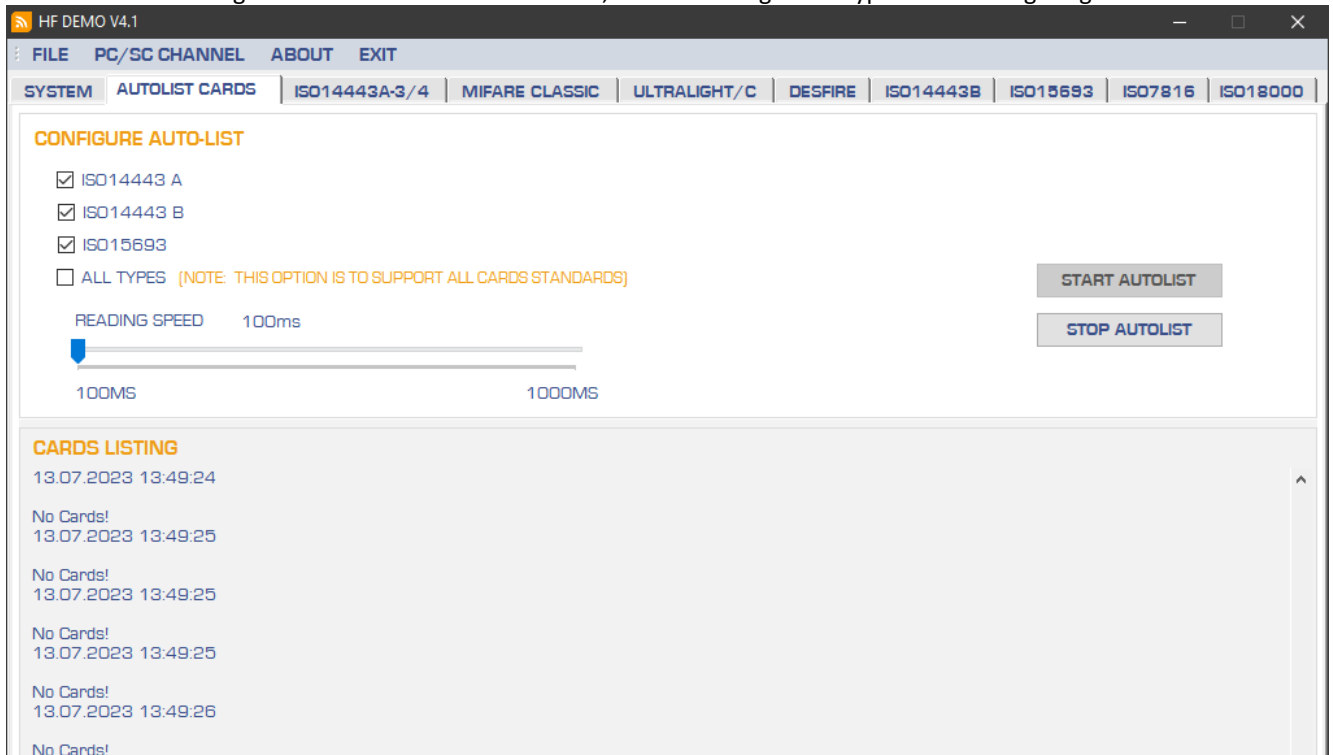 HF DEMO V4.1
FILE PC/SC CHANNEL ABOUT EXIT
SYSTEM AUTOLIST CARDS ISO14443A-3/4 MIFARE CLASSIC ULTRALIGHT/C DESFIRE ISO14443B ISO15693 ISO7816 ISO18000
CONFIGURE AUTO-LIST
ISO14443 A
ISO14443 B
ISO15693
ALL TYPES (NOTE: THIS OPTION IS TO SUPPORT ALL CARDS STANDARDS)
START AUTOLIST
READING SPEED 100ms
STOP AUTOLIST
100MS 1000MS
CARDS LISTING
13.07.2023 13:49:24
No Cards!
13.07.2023 13:49:25
No Cards!
13.07.2023 13:49:25
No Cards!
13.07.2023 13:49:25
No Cards!
13.07.2023 13:49:26
No Cards!